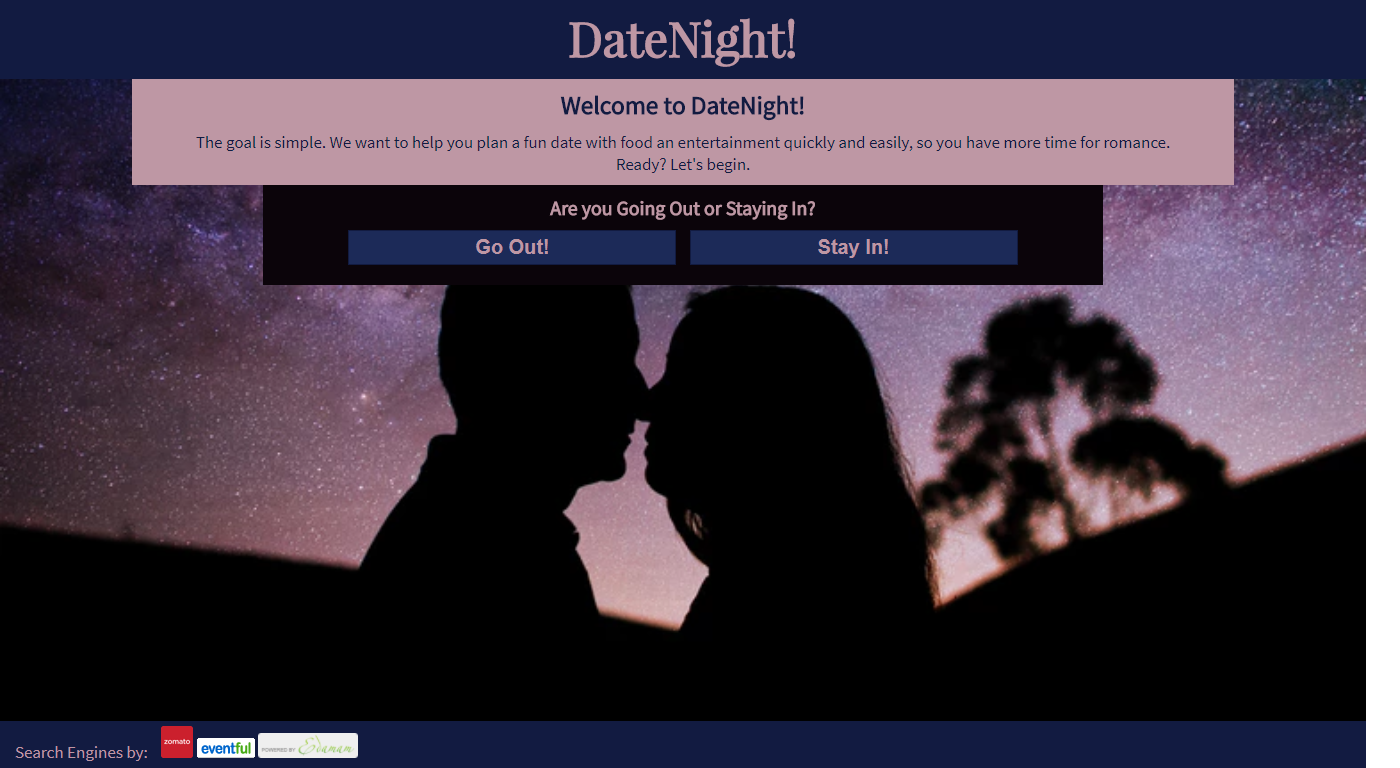 DateNight!
Welcome to DateNight!
The goal is simple. We want to help you plan a fun date with food an entertainment quickly and easily, so you have more time for romance.
Ready? Let's begin.
Are you Going Out or Staying In?
Go Out! Stay In!
Search Engines by: zomato eventful POWERED BY Edamam